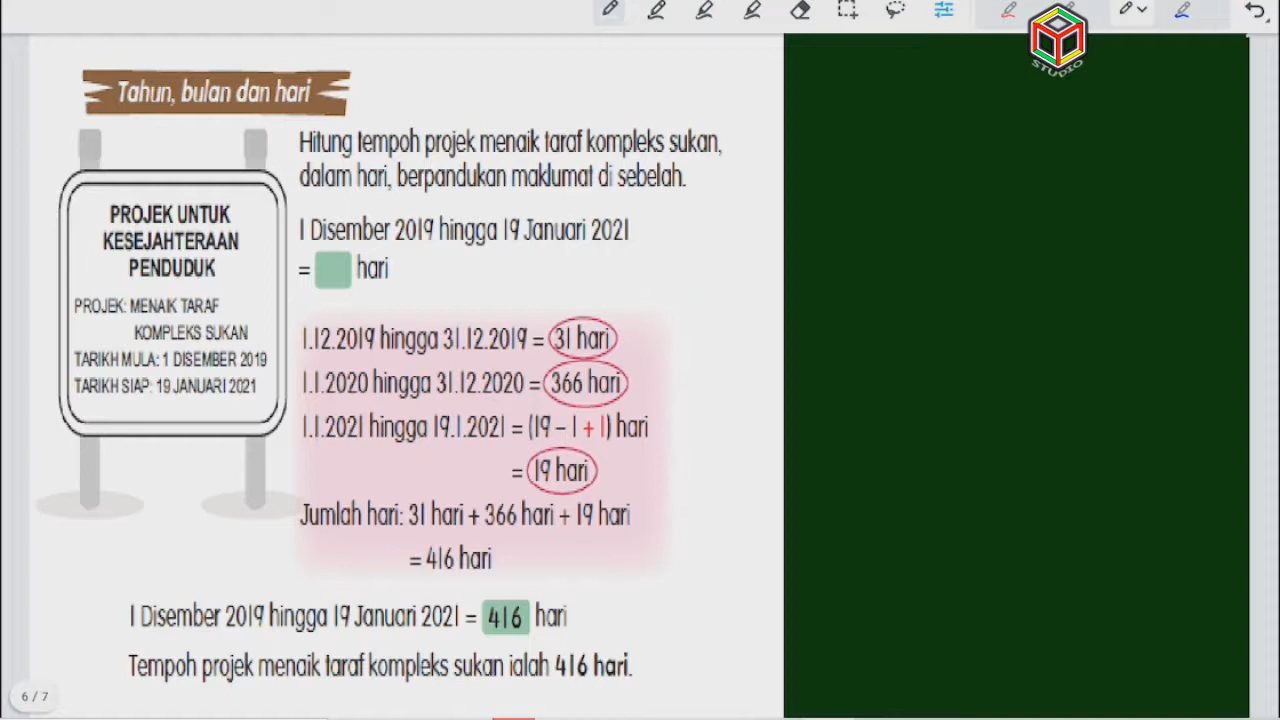 STUDIO
Tahun, bulan dan hari
Hitung tempoh projek menaik taraf kompleks sukan,
dalam hari, berpandukan maklumat di sebelah.
PROJEK UNTUK
KESEJAHTERAAN
PENDUDUK
PROJEK: MENAIK TARAF
KOMPLEKS SUKAN
TARIKH MULA: 1 DISEMBER 2019
TARIKH SIAP: 19 JANUARI 2021
1 Disember 2019 hingga 19 Januari 2021
= hari
1.12.2019 hingga 31.12.2019 = 31 hari
1.1.2020 hingga 31.12.2020 = 366 hari
1.1.2021 hingga 19.1.2021 = (19 – 1 + 1) hari
= 19 hari
Jumlah hari: 31 hari + 366 hari + 19 hari
= 416 hari
1 Disember 2019 hingga 19 Januari 2021 = 416 hari
Tempoh projek menaik taraf kompleks sukan ialah 416 hari.
6 / 7